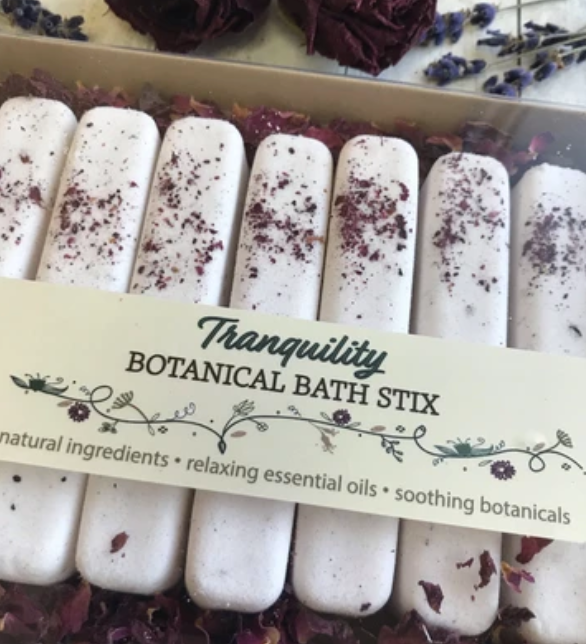 Tranquility
BOTANICAL BATH STIX
natural ingredients • relaxing essential oils • soothing botanicals